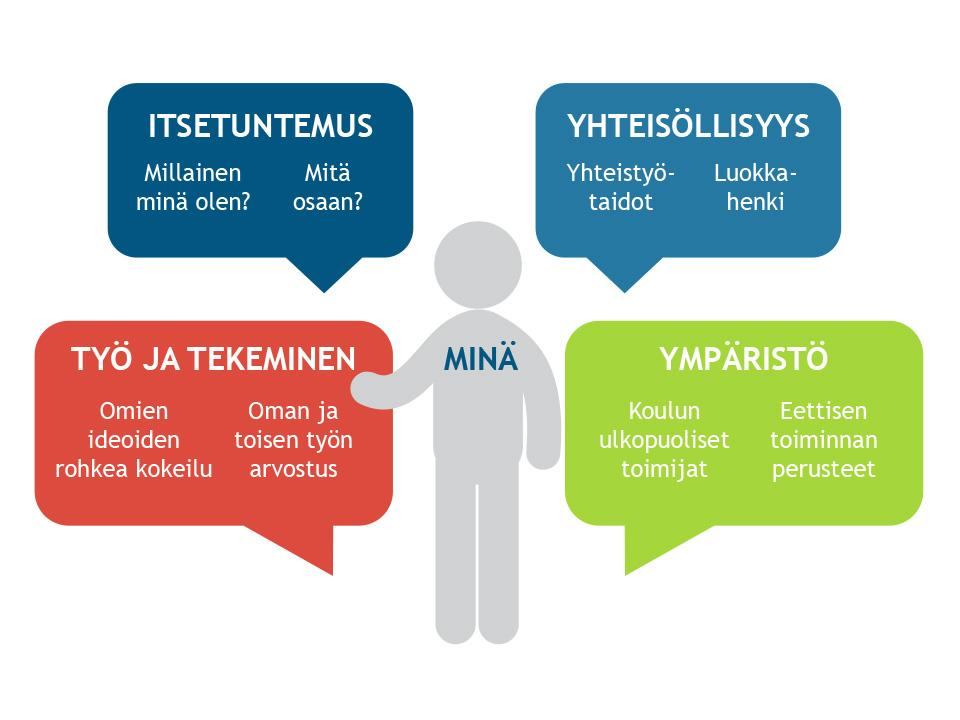 ITSETUNTEMUS
Millainen
minä olen?
Mitä
osaan?
YHTEISÖLLISYYS
Yhteistyö-
taidot
Luokka-
henki
TYÖ JA TEKEMINEN
Omien
ideoiden
rohkea kokeilu
Oman ja
toisen työn
arvostus
MINÄ
YMPÄRISTÖ
Koulun
ulkopuoliset
toimijat
Eettisen
toiminnan
perusteet